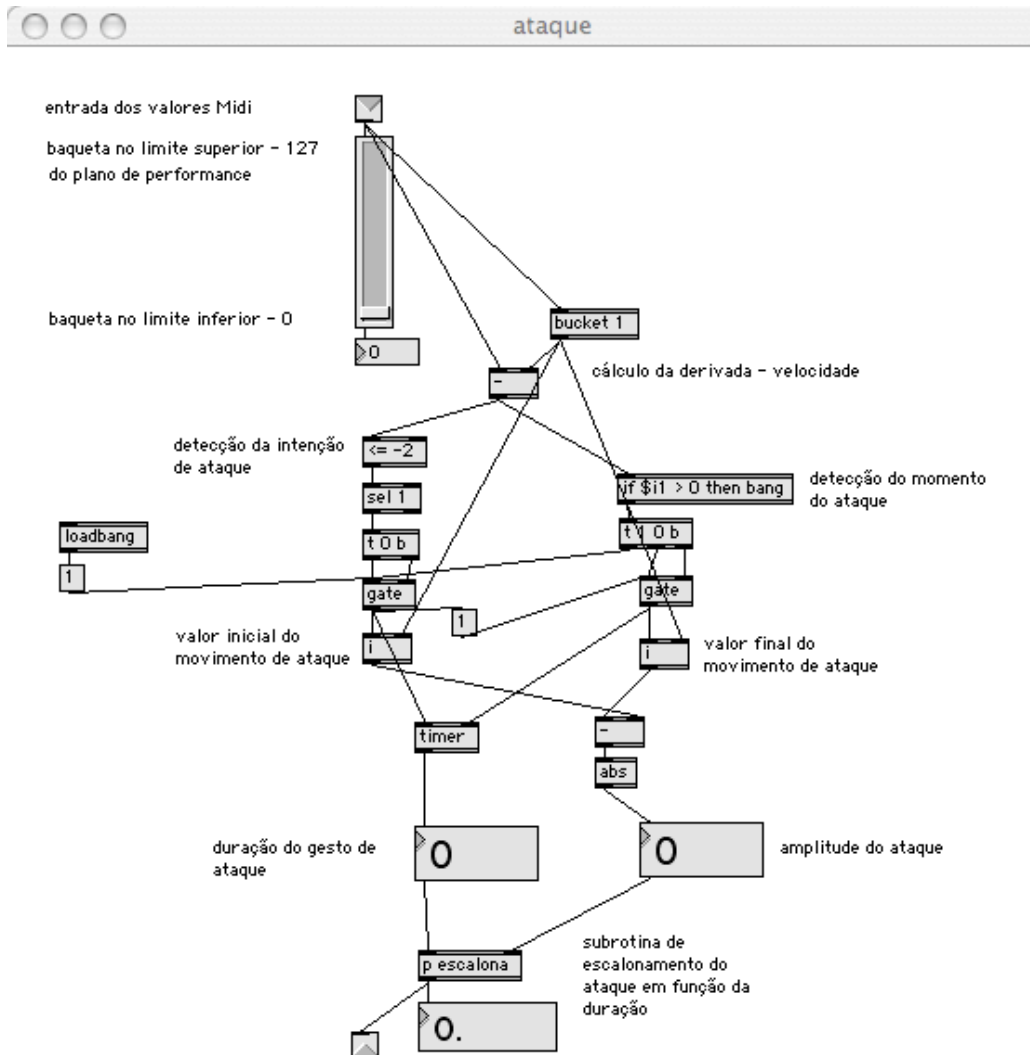 ataque
entrada dos valores Midi
baqueta no limite superior - 127
do plano de performance
baqueta no limite inferior - 0
0
bucket 1
-
cálculo da derivada - velocidade
detecção da intenção
de ataque
<= -2
if $i1 > 0 then bang
detecção do momento
do ataque
sel 1
loadbang
t 0 b
t 1 0 b
1
gate
gate
1
valor inicial do
movimento de ataque
i
i
valor final do
movimento de ataque
timer
-
abs
duração do gesto de
ataque
0
0
amplitude do ataque
p escalona
subrotina de
escalonamento do
ataque em função da
duração
0.